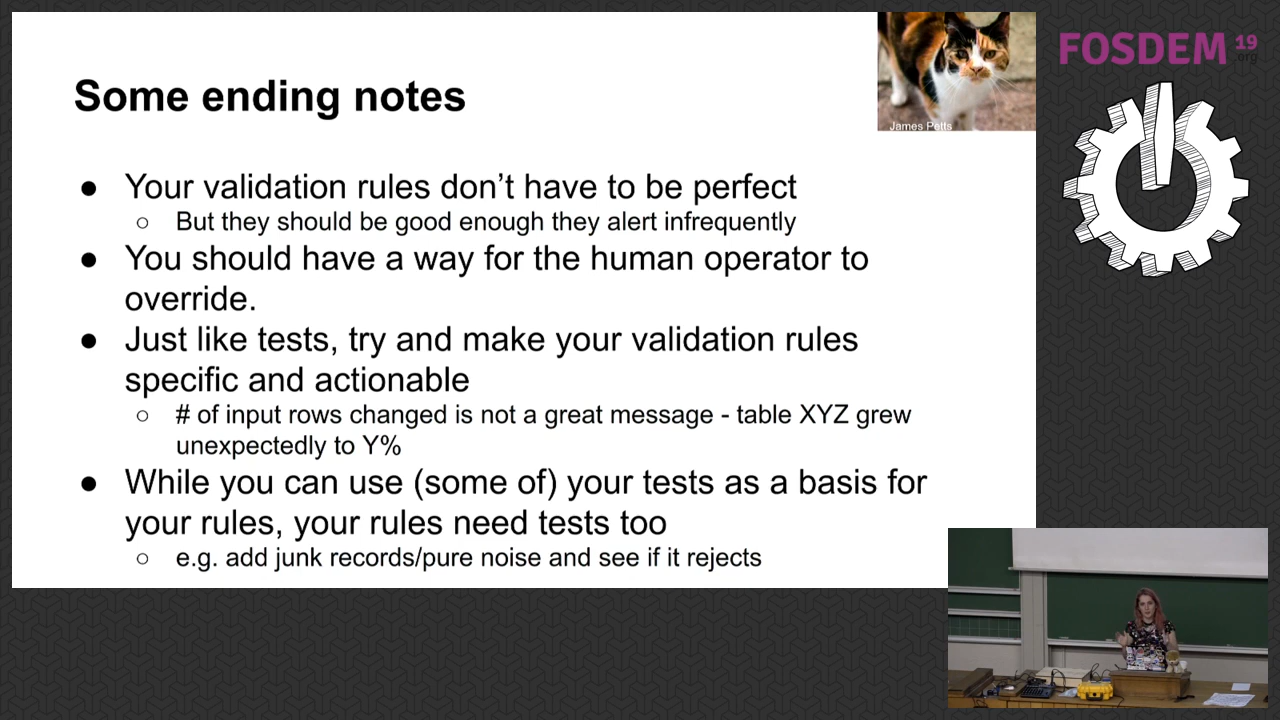 Some ending notes
James Petts
FOSDEM 19
.org
● Your validation rules don’t have to be perfect
○ But they should be good enough they alert infrequently
● You should have a way for the human operator to
override.
● Just like tests, try and make your validation rules
specific and actionable
○ # of input rows changed is not a great message - table XYZ grew
unexpectedly to Y%
● While you can use (some of) your tests as a basis for
your rules, your rules need tests too
○ e.g. add junk records/pure noise and see if it rejects